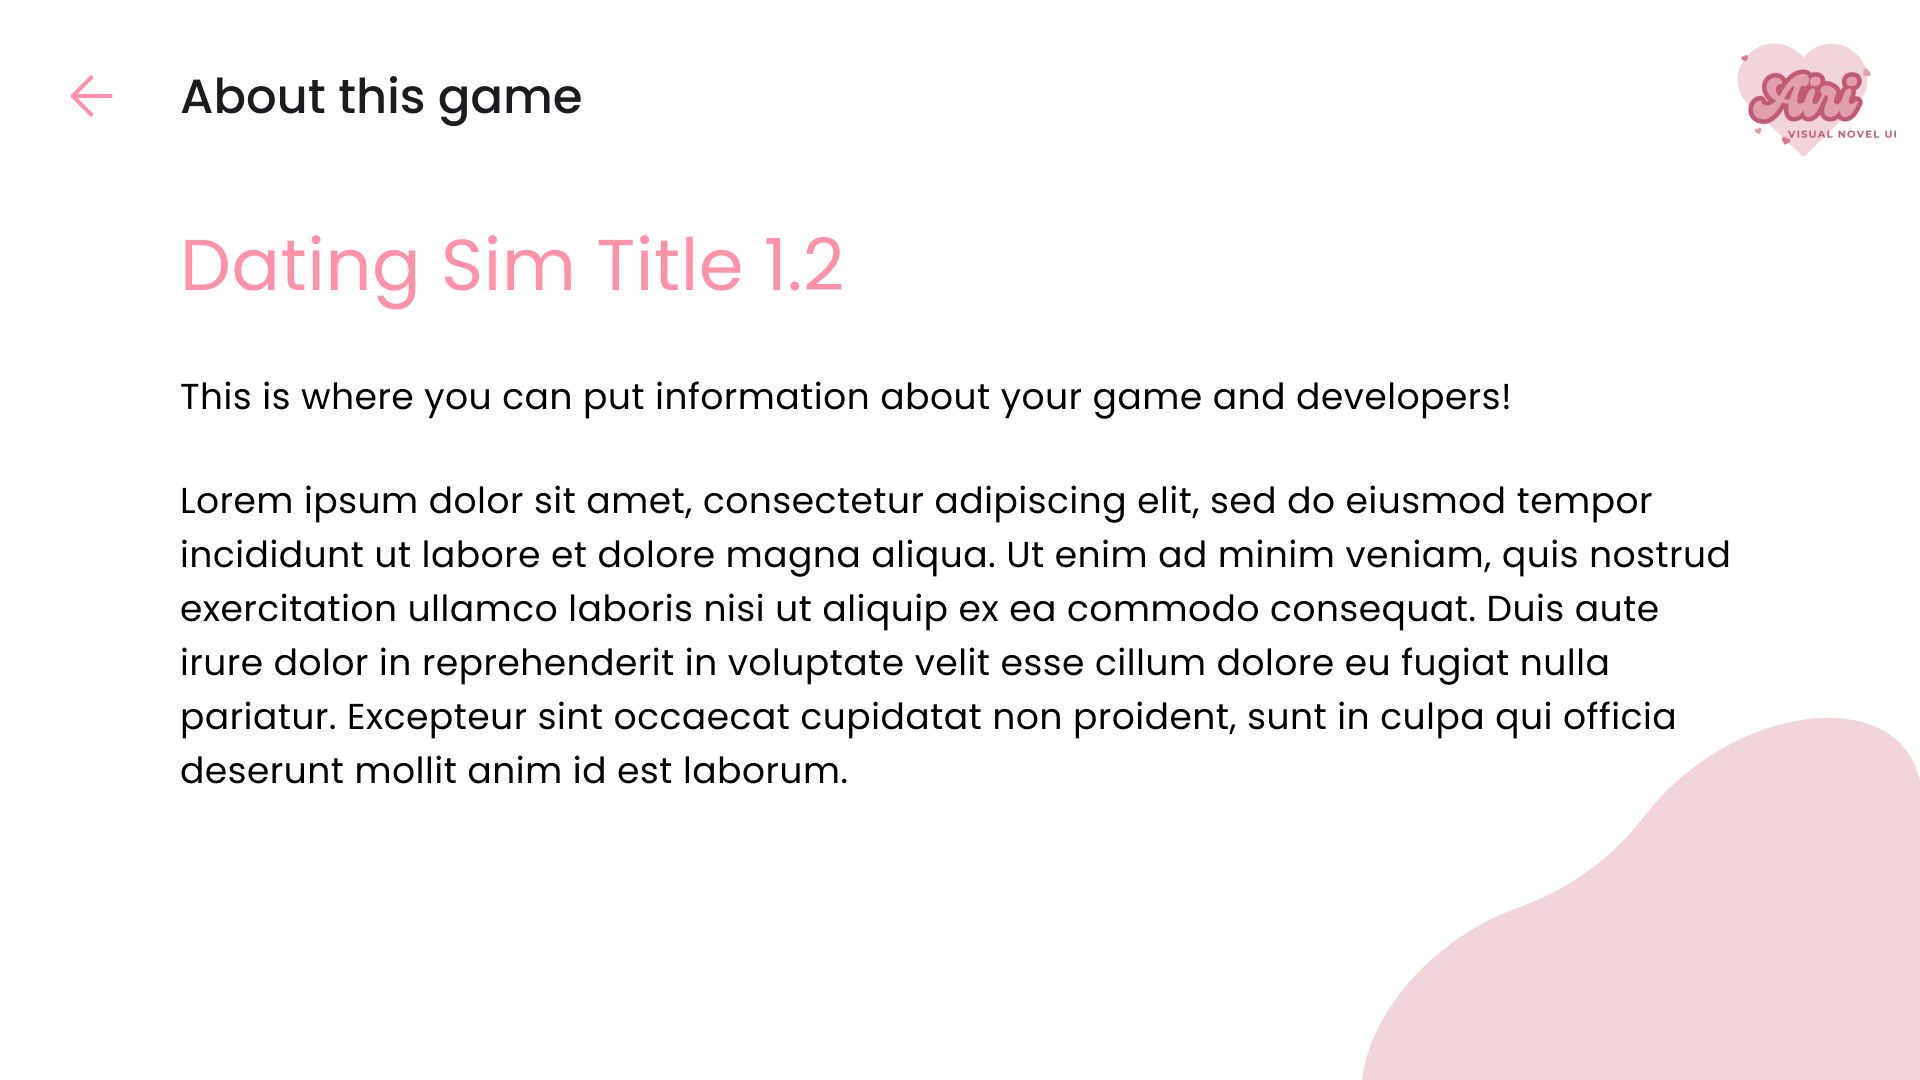 About this game
Airi
VISUAL NOVEL UI
Dating Sim Title 1.2
This is where you can put information about your game and developers!
Lorem ipsum dolor sit amet, consectetur adipiscing elit, sed do eiusmod tempor
incididunt ut labore et dolore magna aliqua. Ut enim ad minim veniam, quis nostrud
exercitation ullamco laboris nisi ut aliquip ex ea commodo consequat. Duis aute
irure dolor in reprehenderit in voluptate velit esse cillum dolore eu fugiat nulla
pariatur. Excepteur sint occaecat cupidatat non proident, sunt in culpa qui officia
deserunt mollit anim id est laborum.